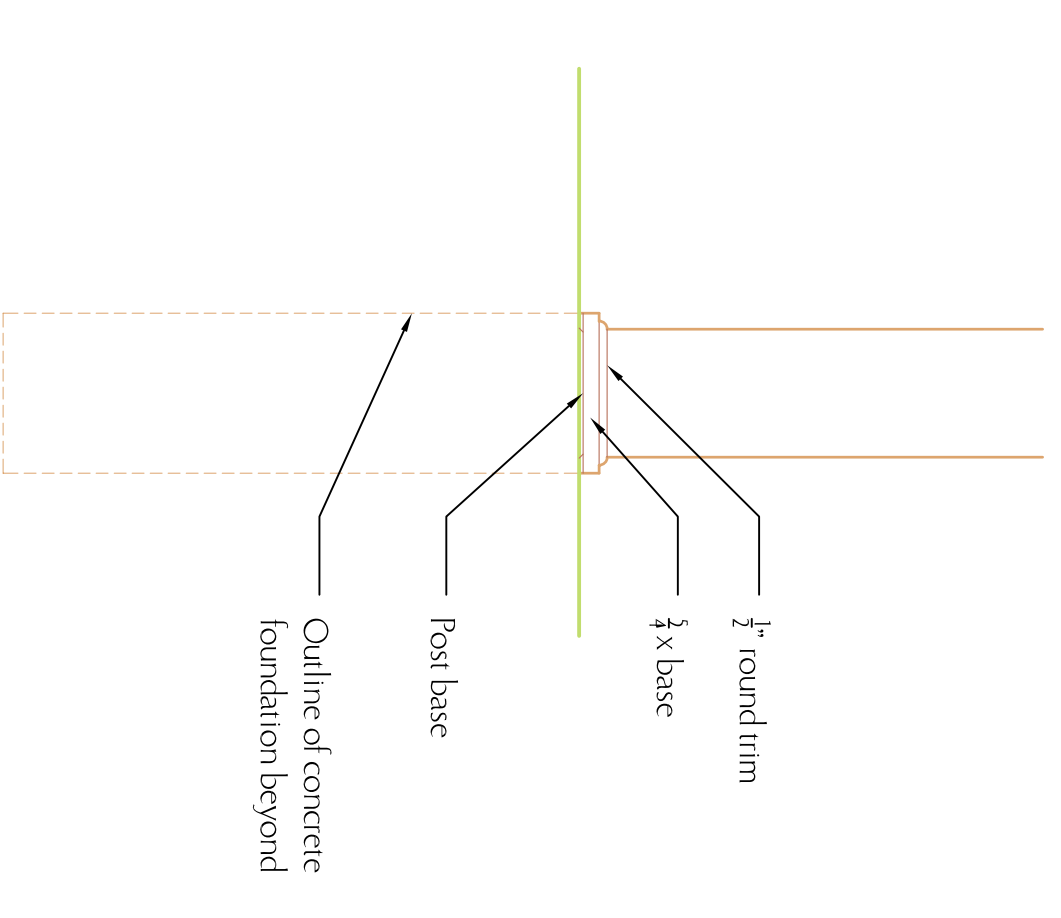 ½” round trim
5/4 x base
Post base
Outline of concrete
foundation beyond